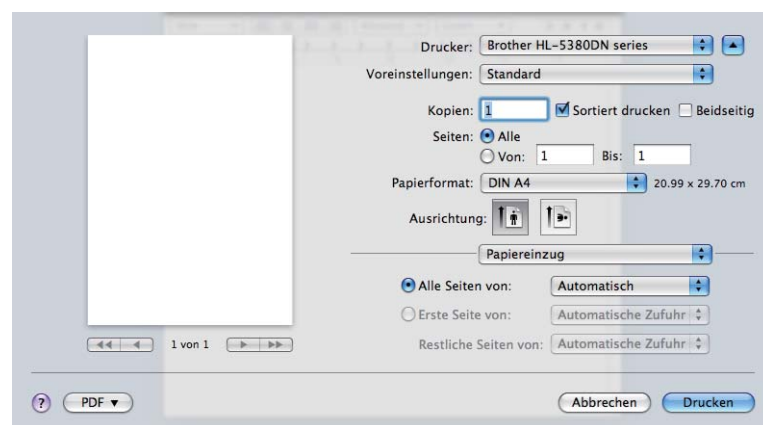 Drucker: Brother HL-5380DN series
Voreinstellungen: Standard
Kopien: 1 Sortiert drucken Beidseitig
Seiten: Alle
Von: 1 Bis: 1
Papierformat: DIN A4 20.99 x 29.70 cm
Ausrichtung:
Papiereinzug
Alle Seiten von: Automatisch
Erste Seite von: Automatische Zufuhr
1 von 1 Restliche Seiten von: Automatische Zufuhr
? PDF ▼ Abbrechen Drucken